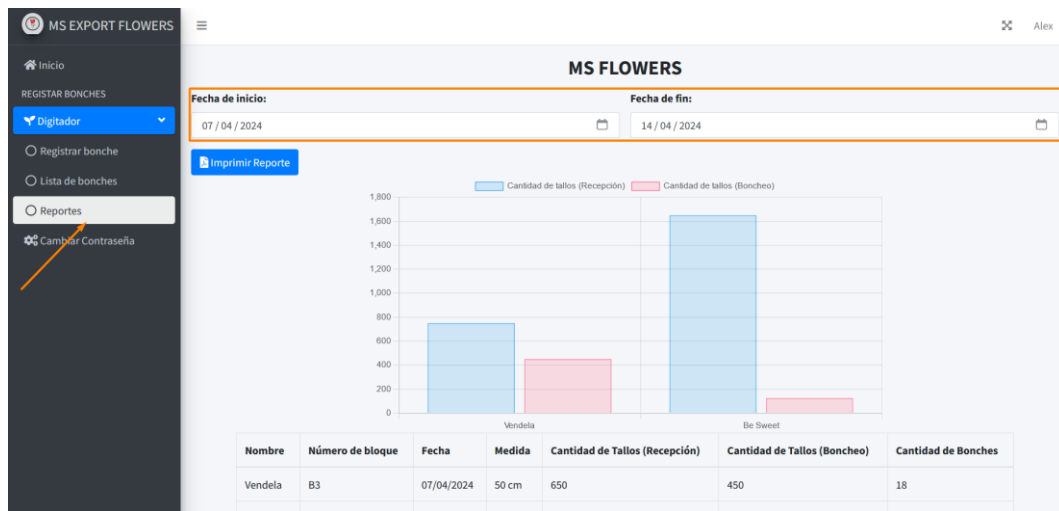 MS EXPORT FLOWERS
Alex
Inicio
REGISTAR BONCHES
Digitador
Registrar bonche
Lista de bonches
Reportes
Cambiar Contraseña
MS FLOWERS
Fecha de inicio:
Fecha de fin:
07 / 04 / 2024
14 / 04 / 2024
Imprimir Reporte
Cantidad de tallos (Recepción) Cantidad de tallos (Boncheo)
1,800
1,600
1,400
1,200
1,000
800
600
400
200
0
Vendela Be Sweet
Nombre Número de bloque Fecha Medida Cantidad de Tallos (Recepción) Cantidad de Tallos (Boncheo) Cantidad de Bonches
Vendela B3 07/04/2024 50 cm 650 450 18